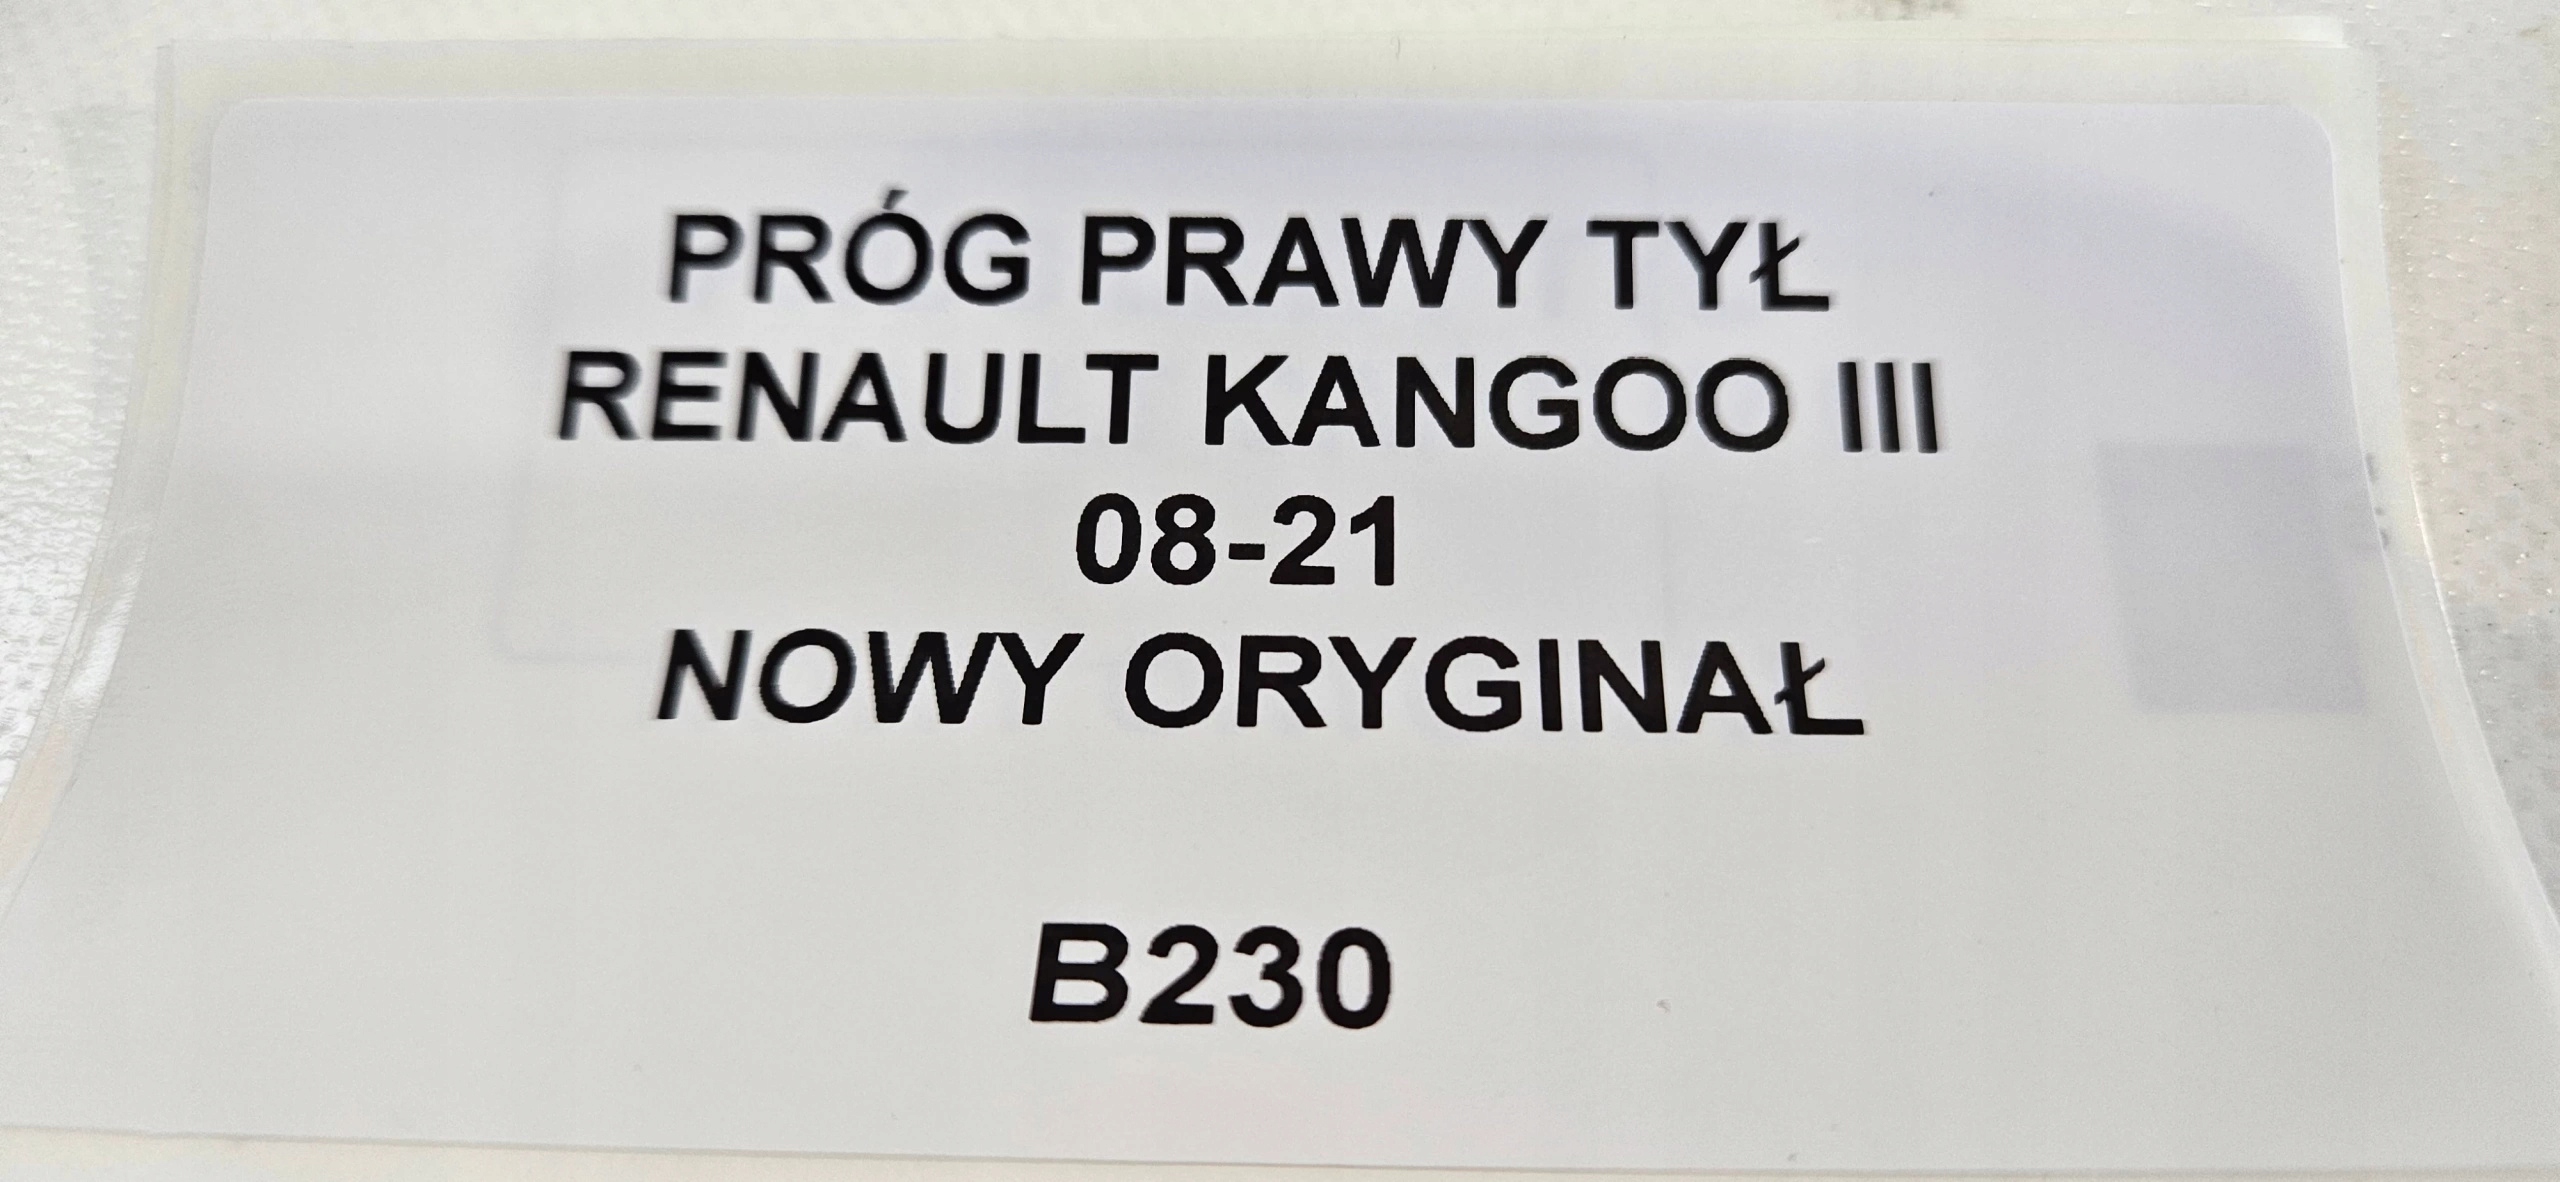 PRÓG PRAWY TYŁ
RENAULT KANGOO III
08-21
NOWY ORYGINAŁ
B230